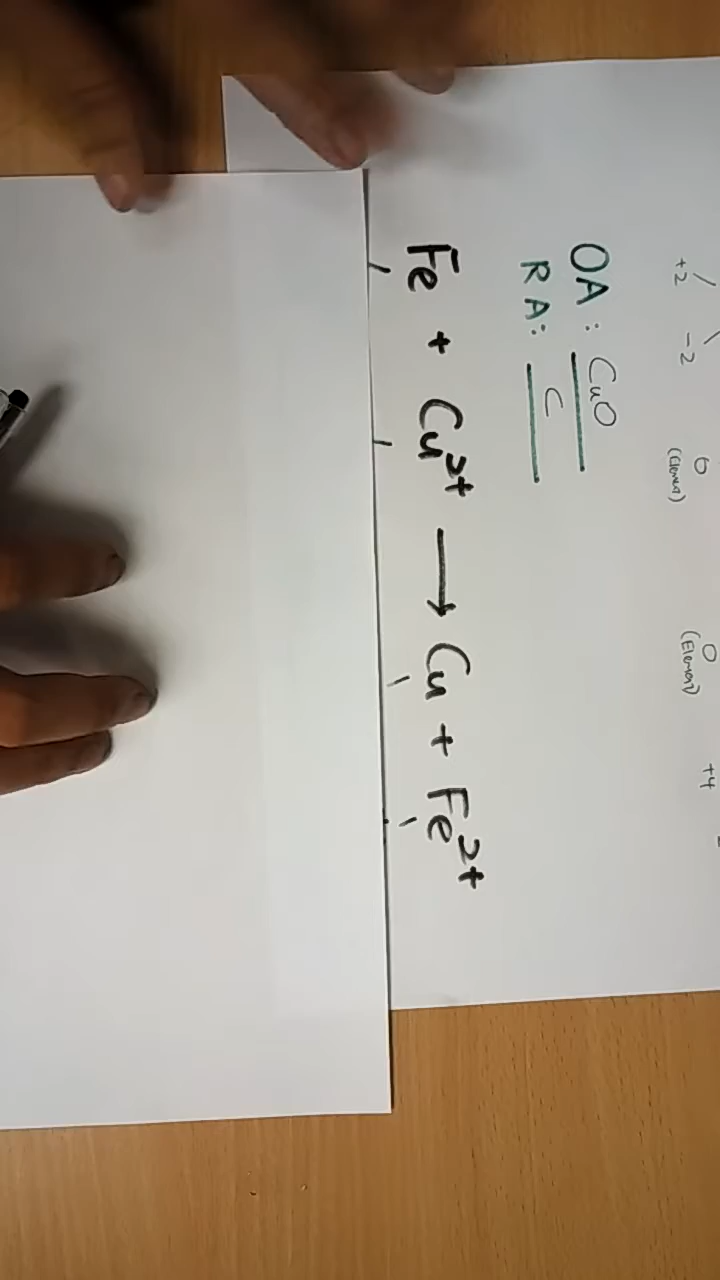 +2 -2 0 0 +4
(Element) (Element)
OA: CuO
RA: C
Fe + Cu²⁺ → Cu + Fe²⁺